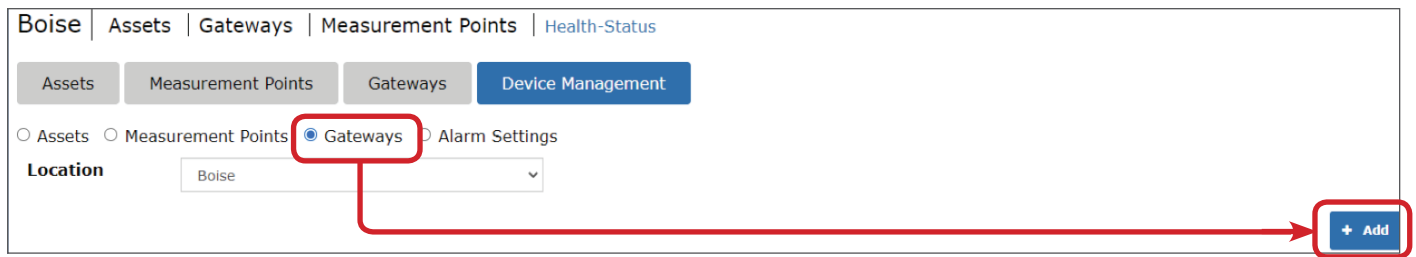 Boise | Assets | Gateways | Measurement Points | Health-Status
Assets Measurement Points Gateways Device Management
Assets Measurement Points Gateways Alarm Settings
Location Boise
+ Add